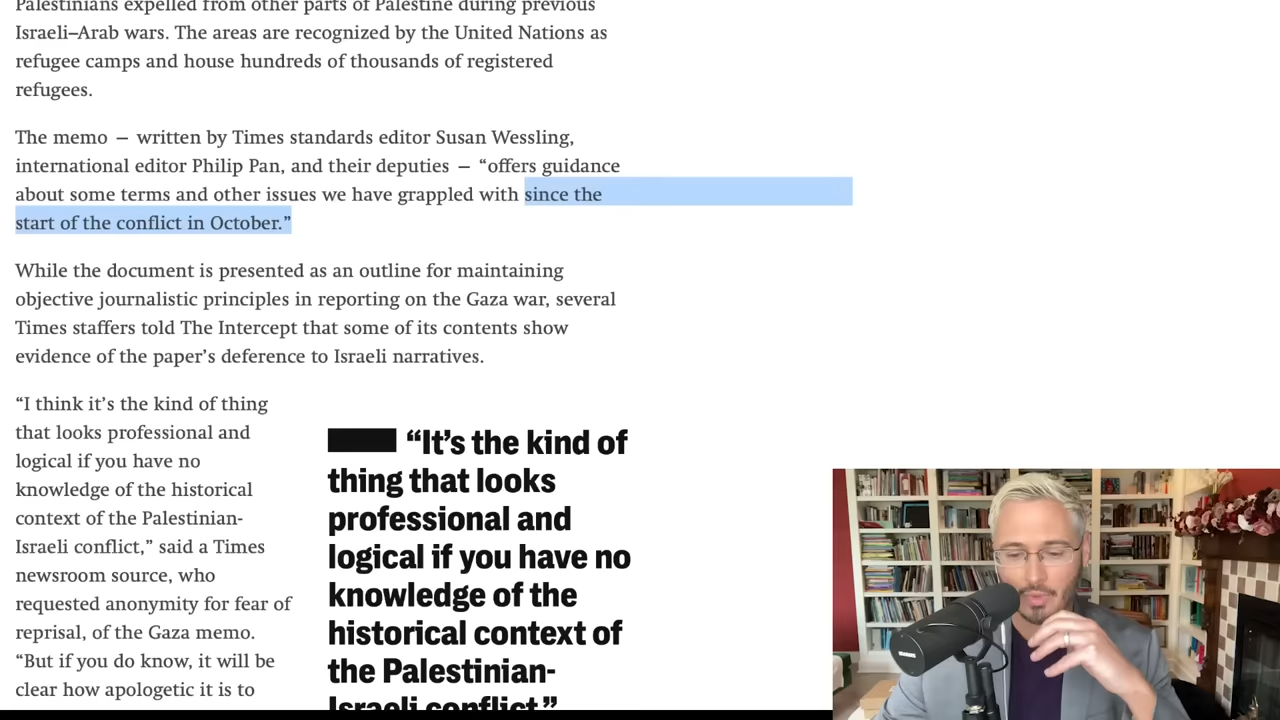 Palestinians expelled from other parts of Palestine during previous
Israeli–Arab wars. The areas are recognized by the United Nations as
refugee camps and house hundreds of thousands of registered
refugees.
The memo — written by Times standards editor Susan Wessling,
international editor Philip Pan, and their deputies — “offers guidance
about some terms and other issues we have grappled with since the
start of the conflict in October.”
While the document is presented as an outline for maintaining
objective journalistic principles in reporting on the Gaza war, several
Times staffers told The Intercept that some of its contents show
evidence of the paper’s deference to Israeli narratives.
“I think it’s the kind of thing
that looks professional and
logical if you have no
knowledge of the historical
context of the Palestinian-
Israeli conflict,” said a Times
newsroom source, who
requested anonymity for fear of
reprisal, of the Gaza memo.
“But if you do know, it will be
clear how apologetic it is to
“It’s the kind of
thing that looks
professional and
logical if you have no
knowledge of the
historical context of
the Palestinian-
Israeli conflict.”